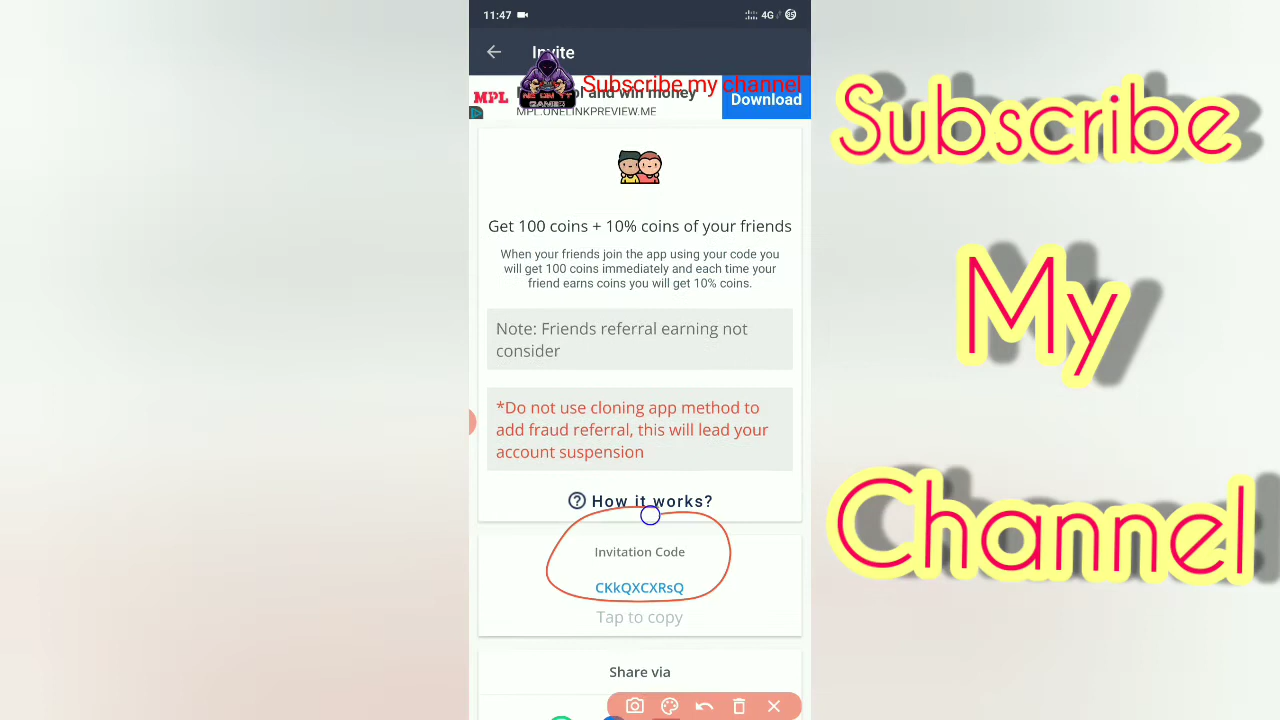 11:47
4G
Invite
Subscribe my channel
MPL
and win money
Download
MPL.ONELINKPREVIEW.ME
GAMER
Get 100 coins + 10% coins of your friends
When your friends join the app using your code you
will get 100 coins immediately and each time your
friend earns coins you will get 10% coins.
Note: Friends referral earning not
consider
*Do not use cloning app method to
add fraud referral, this will lead your
account suspension
How it works?
Invitation Code
CKkQXCXRsQ
Tap to copy
Share via
Subscribe
My
Channel